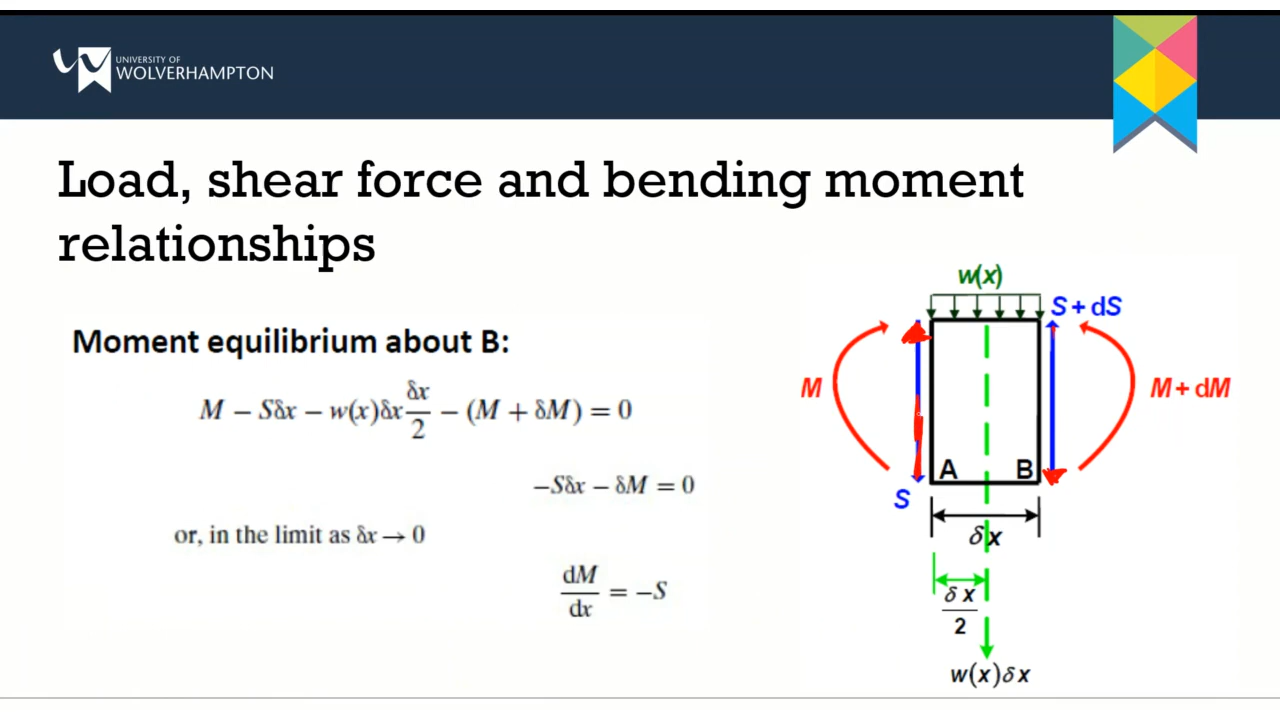 UNIVERSITY OF
WOLVERHAMPTON
Load, shear force and bending moment
relationships
Moment equilibrium about B:
M − Sδx − w(x)δx δx/2 − (M + δM) = 0
−Sδx − δM = 0
or, in the limit as δx → 0
dM/dx = −S
w(x)
S + dS
M
M + dM
A
B
S
δx
δx/2
w(x)δx